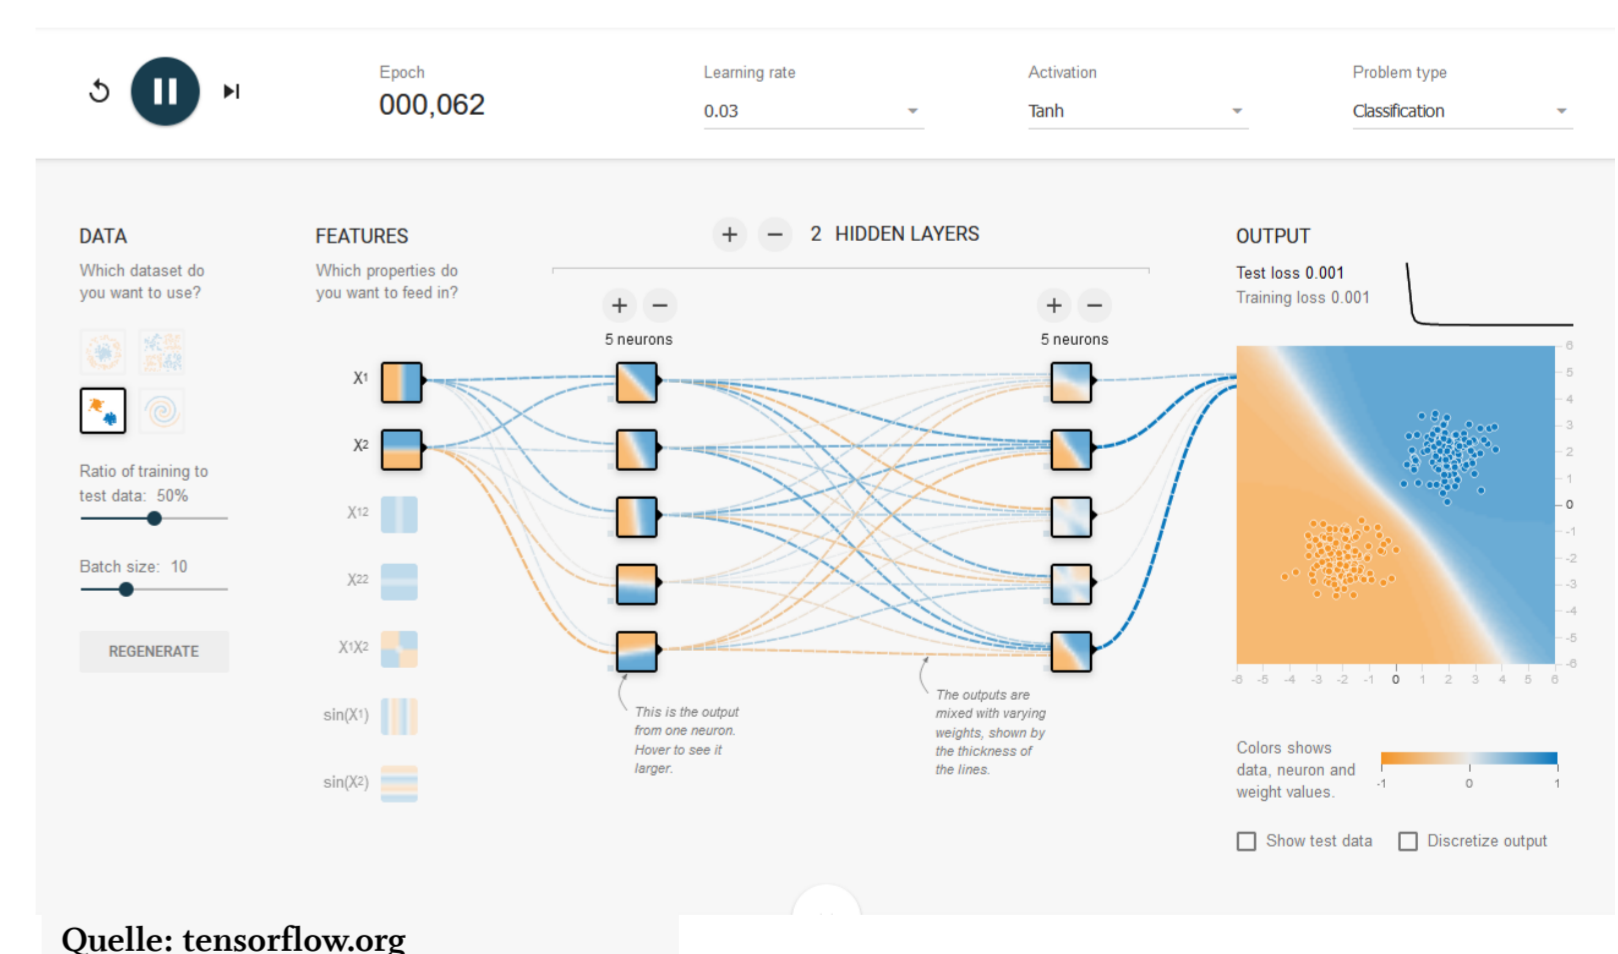 Epoch
000,062
Learning rate
0.03
Activation
Tanh
Problem type
Classification
DATA
Which dataset do
you want to use?
Ratio of training to
test data: 50%
Batch size: 10
REGENERATE
FEATURES
Which properties do
you want to feed in?
X1
X2
X12
X22
X1X2
sin(X1)
sin(X2)
+ − 2 HIDDEN LAYERS
+ −
5 neurons
+ −
5 neurons
This is the output
from one neuron.
Hover to see it
larger.
The outputs are
mixed with varying
weights, shown by
the thickness of
the lines.
OUTPUT
Test loss 0.001
Training loss 0.001
6
5
4
3
2
1
0
-1
-2
-3
-4
-5
-6
-6 -5 -4 -3 -2 -1 0 1 2 3 4 5 6
Colors shows
data, neuron and
weight values.
-1 0 1
Show test data
Discretize output
Quelle: tensorflow.org